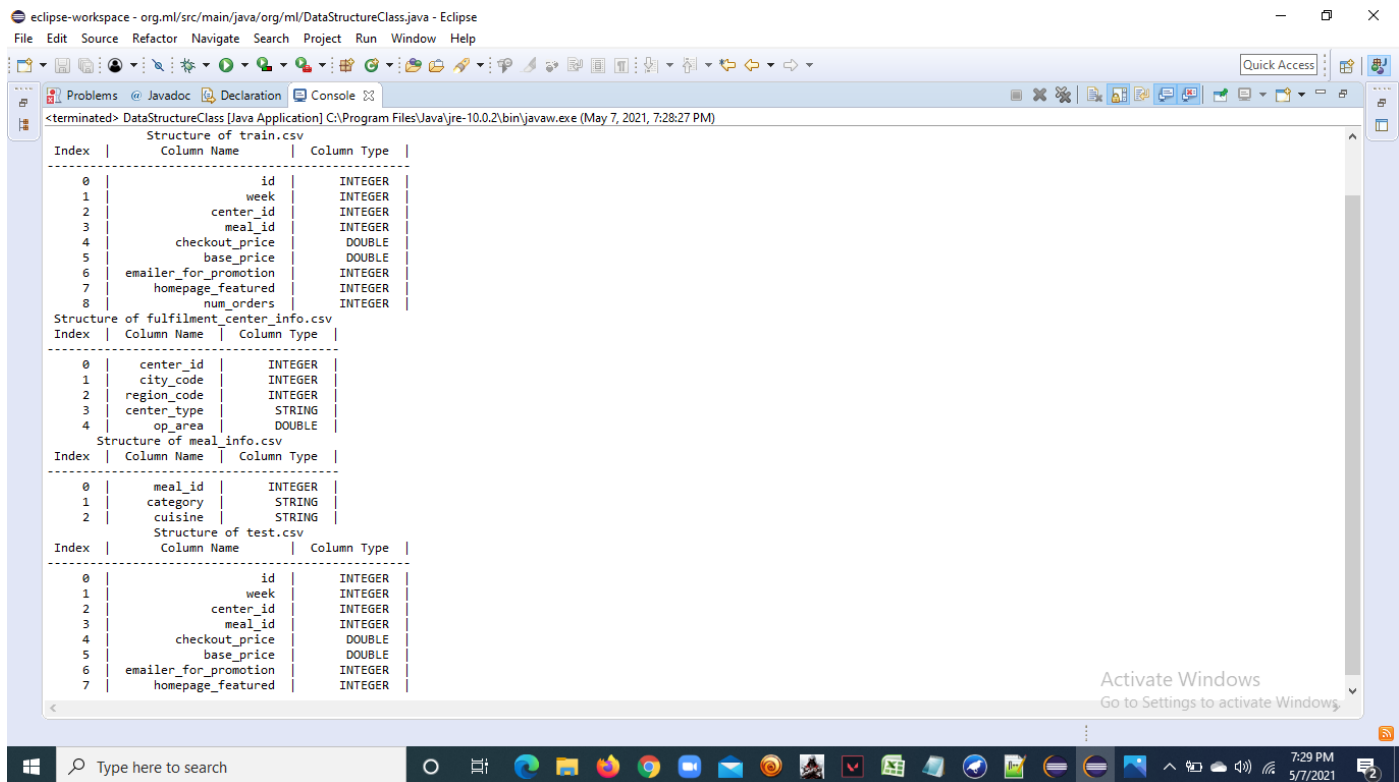 eclipse-workspace - org.ml/src/main/java/org/ml/DataStructureClass.java - Eclipse
File Edit Source Refactor Navigate Search Project Run Window Help
Quick Access
Problems @ Javadoc Declaration Console
<terminated> DataStructureClass [Java Application] C:\Program Files\Java\jre-10.0.2\bin\javaw.exe (May 7, 2021, 7:28:27 PM)
Structure of train.csv
Index | Column Name | Column Type |
---------------------------------------------------
0 | id | INTEGER |
1 | week | INTEGER |
2 | center_id | INTEGER |
3 | meal_id | INTEGER |
4 | checkout_price | DOUBLE |
5 | base_price | DOUBLE |
6 | emailer_for_promotion | INTEGER |
7 | homepage_featured | INTEGER |
8 | num_orders | INTEGER |
Structure of fulfilment_center_info.csv
Index | Column Name | Column Type |
-----------------------------------------
0 | center_id | INTEGER |
1 | city_code | INTEGER |
2 | region_code | INTEGER |
3 | center_type | STRING |
4 | op_area | DOUBLE |
Structure of meal_info.csv
Index | Column Name | Column Type |
-----------------------------------------
0 | meal_id | INTEGER |
1 | category | STRING |
2 | cuisine | STRING |
Structure of test.csv
Index | Column Name | Column Type |
---------------------------------------------------
0 | id | INTEGER |
1 | week | INTEGER |
2 | center_id | INTEGER |
3 | meal_id | INTEGER |
4 | checkout_price | DOUBLE |
5 | base_price | DOUBLE |
6 | emailer_for_promotion | INTEGER |
7 | homepage_featured | INTEGER |
Activate Windows
Go to Settings to activate Windows.
Type here to search
7:29 PM
5/7/2021